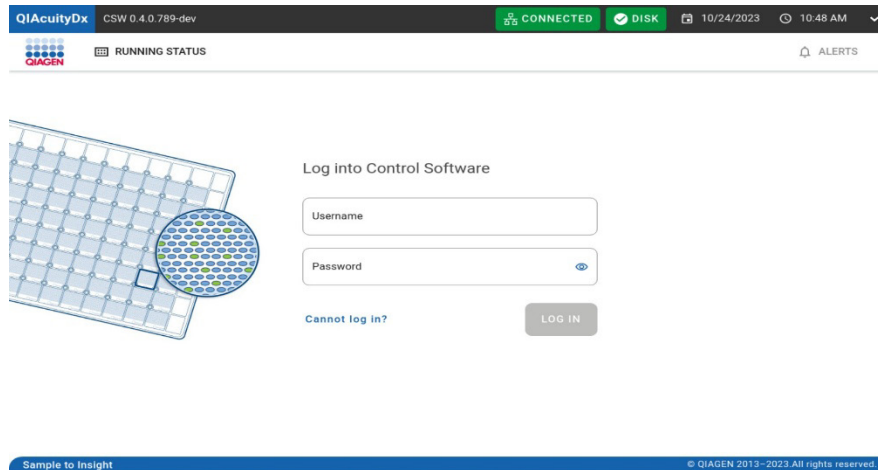 QIAcuityDx CSW 0.4.0.789-dev CONNECTED DISK 10/24/2023 10:48 AM
QIAGEN RUNNING STATUS ALERTS
Log into Control Software
Username
Password
Cannot log in? LOG IN
Sample to Insight © QIAGEN 2013–2023.All rights reserved.